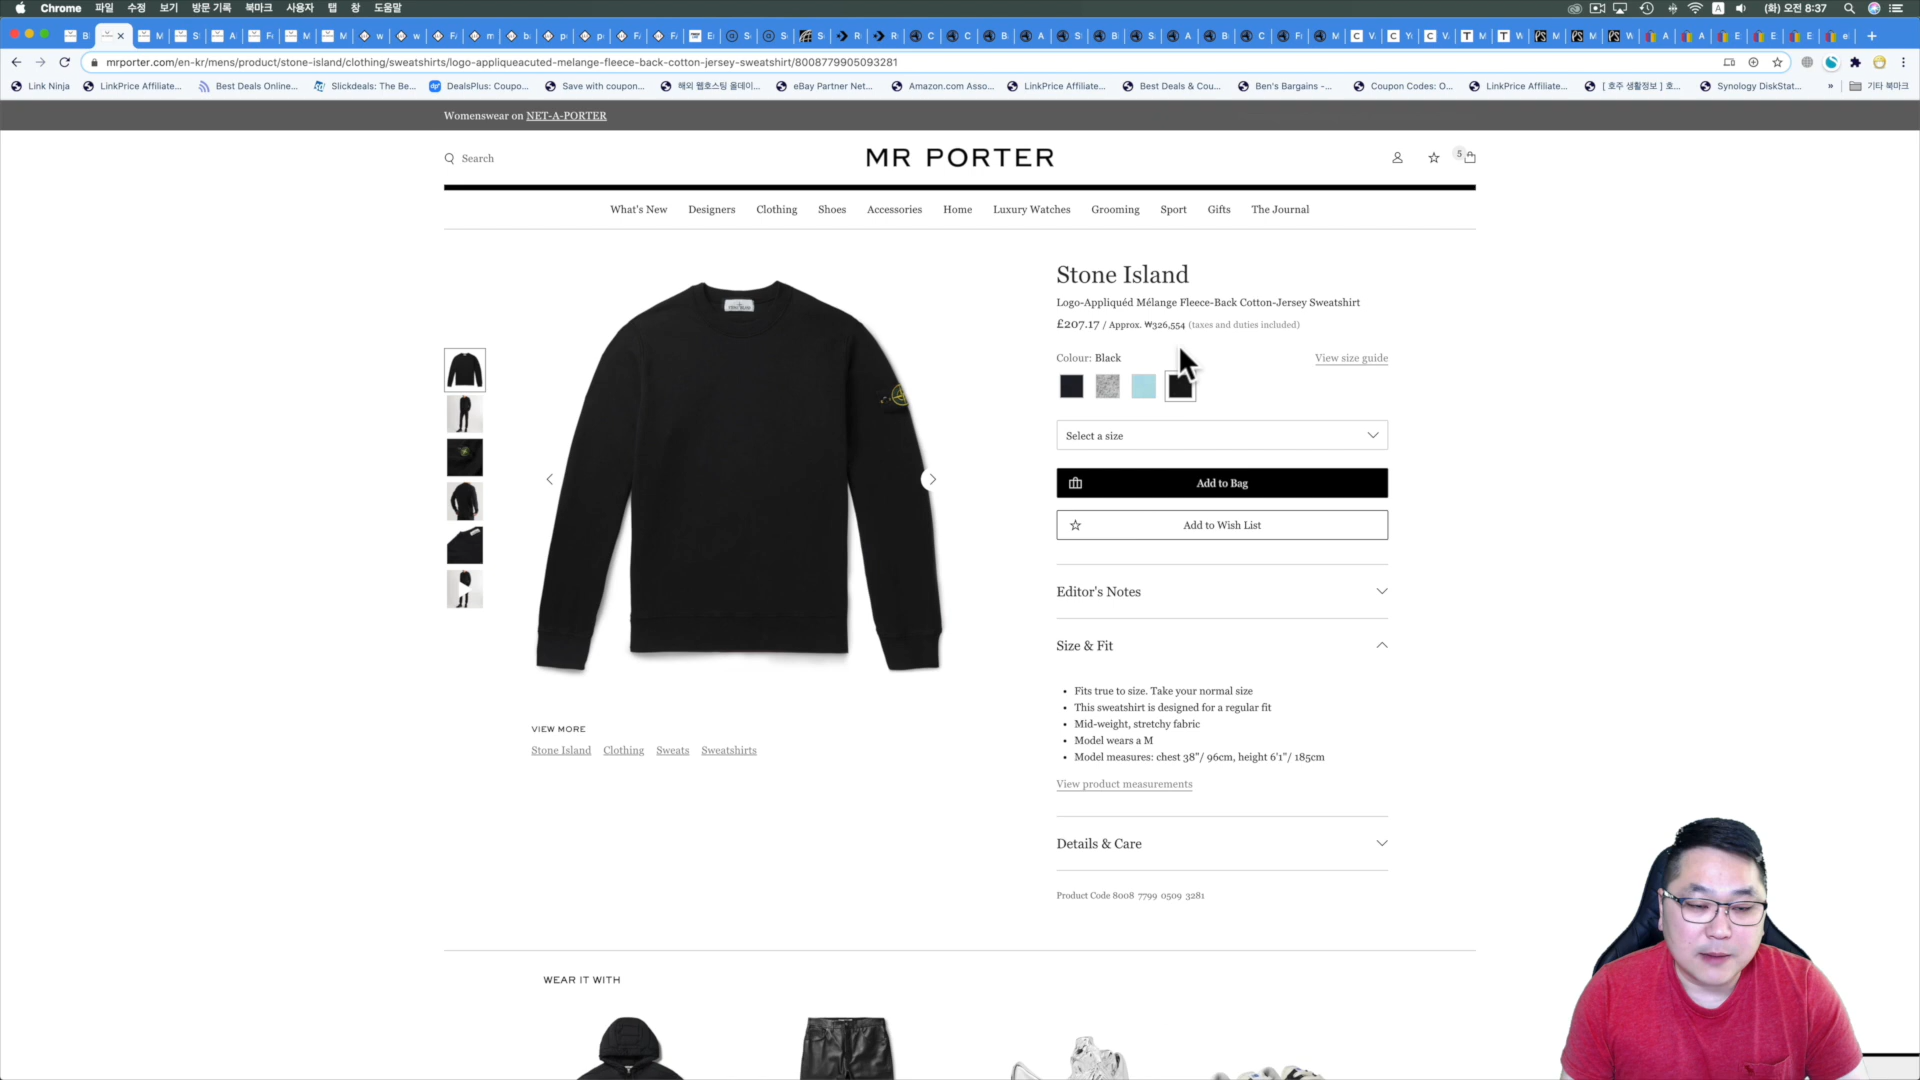 Chrome 파일 수정 보기 방문 기록 북마크 사용자 탭 창 도움말 (화) 오전 8:37
mrporter.com/en-kr/mens/product/stone-island/clothing/sweatshirts/logo-appliqueacuted-melange-fleece-back-cotton-jersey-sweatshirt/8008779905093281
Link Ninja LinkPrice Affiliate... Best Deals Online... Slickdeals: The Be... DealsPlus: Coupo... Save with coupon... 해외 웹호스팅 올데이... eBay Partner Net... Amazon.com Asso... LinkPrice Affiliate... Best Deals & Cou... Ben's Bargains -... Coupon Codes: O... LinkPrice Affiliate... [ 호주 생활정보 ] 호... Synology DiskStat... » 기타 북마크
Womenswear on NET-A-PORTER
Search
MR PORTER
5
What's New Designers Clothing Shoes Accessories Home Luxury Watches Grooming Sport Gifts The Journal
Stone Island
Logo-Appliquéd Mélange Fleece-Back Cotton-Jersey Sweatshirt
£207.17 / Approx. ₩326,554 (taxes and duties included)
Colour: Black
View size guide
Select a size
Add to Bag
Add to Wish List
Editor's Notes
Size & Fit
• Fits true to size. Take your normal size
• This sweatshirt is designed for a regular fit
• Mid-weight, stretchy fabric
• Model wears a M
• Model measures: chest 38"/ 96cm, height 6'1"/ 185cm
View product measurements
Details & Care
Product Code 8008 7799 0509 3281
VIEW MORE
Stone Island Clothing Sweats Sweatshirts
WEAR IT WITH